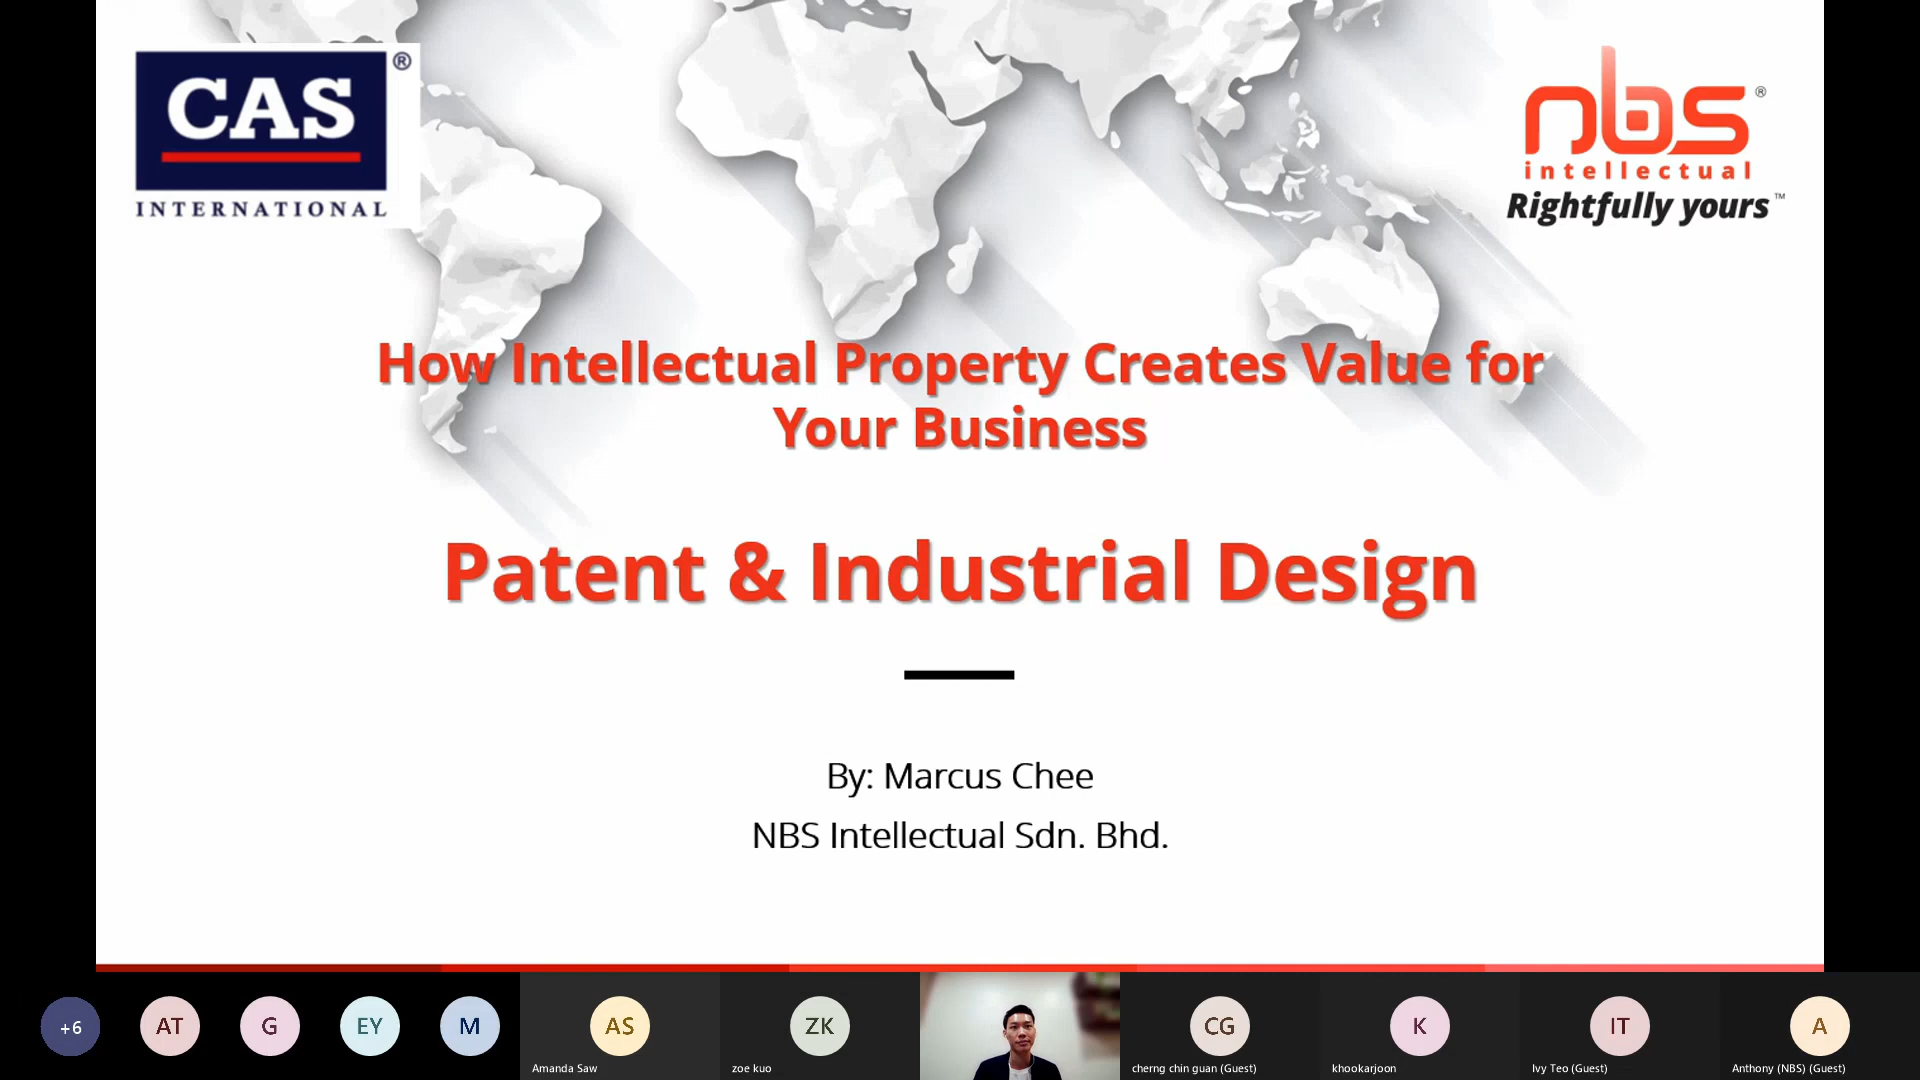 CAS
®
INTERNATIONAL
nbs
®
intellectual
Rightfully yours™
How Intellectual Property Creates Value for
Your Business
Patent & Industrial Design
By: Marcus Chee
NBS Intellectual Sdn. Bhd.
+6
AT
G
EY
M
AS
Amanda Saw
ZK
zoe kuo
CG
cherng chin guan (Guest)
K
khookarjoon
IT
Ivy Teo (Guest)
A
Anthony (NBS) (Guest)